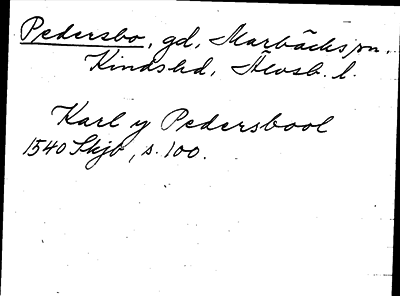 Pedersbo, gd, Marbäcks sn.
Kinds hd, Älvsb. l.
Karl y Pedersbool
1540 Skjb, s. 100.